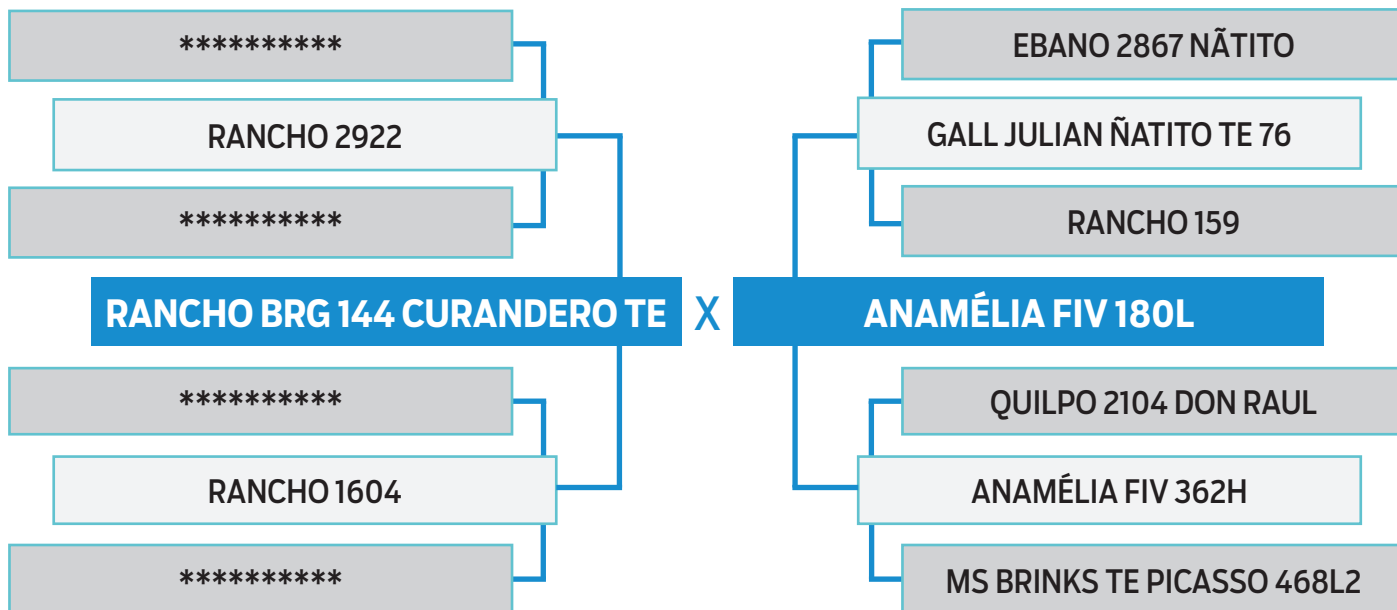 **********
RANCHO 2922
**********
RANCHO BRG 144 CURANDERO TE
**********
RANCHO 1604
**********
X
EBANO 2867 NÃTITO
GALL JULIAN ÑATITO TE 76
RANCHO 159
ANAMÉLIA FIV 180L
QUILPO 2104 DON RAUL
ANAMÉLIA FIV 362H
MS BRINKS TE PICASSO 468L2